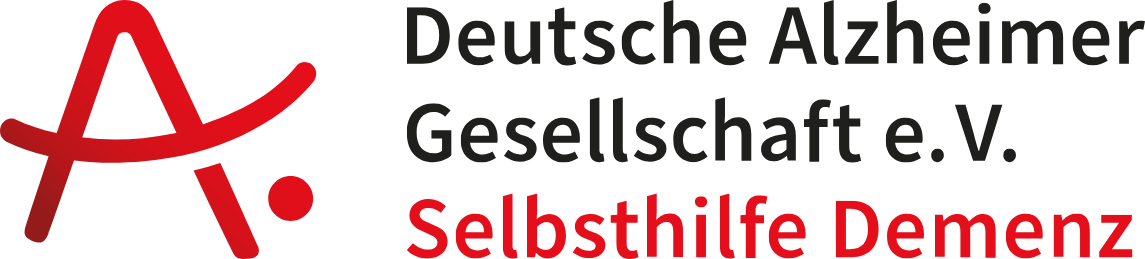 A.
Deutsche Alzheimer
Gesellschaft e.V.
Selbsthilfe Demenz